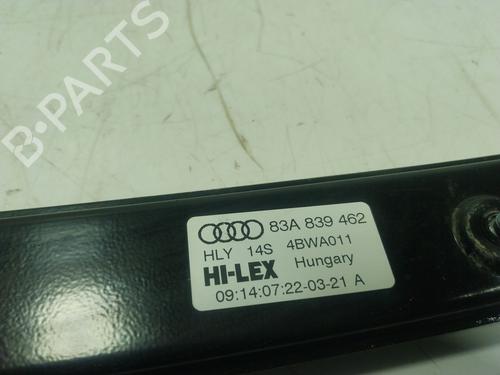 B-PARTS
83A 839 462
HLY 14S 4BWA011
HI-LEX Hungary
09:14:07:22-03-21 A